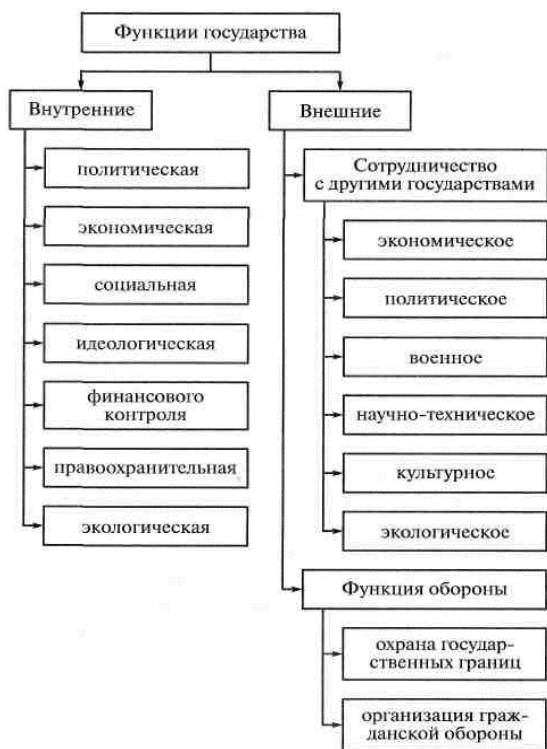 Функции государства
Внутренние
политическая
экономическая
социальная
идеологическая
финансового
контроля
правоохранительная
экологическая
Внешние
Сотрудничество
с другими государствами
экономическое
политическое
военное
научно-техническое
культурное
экологическое
Функция обороны
охрана государ-
ственных границ
организация граж-
данской обороны